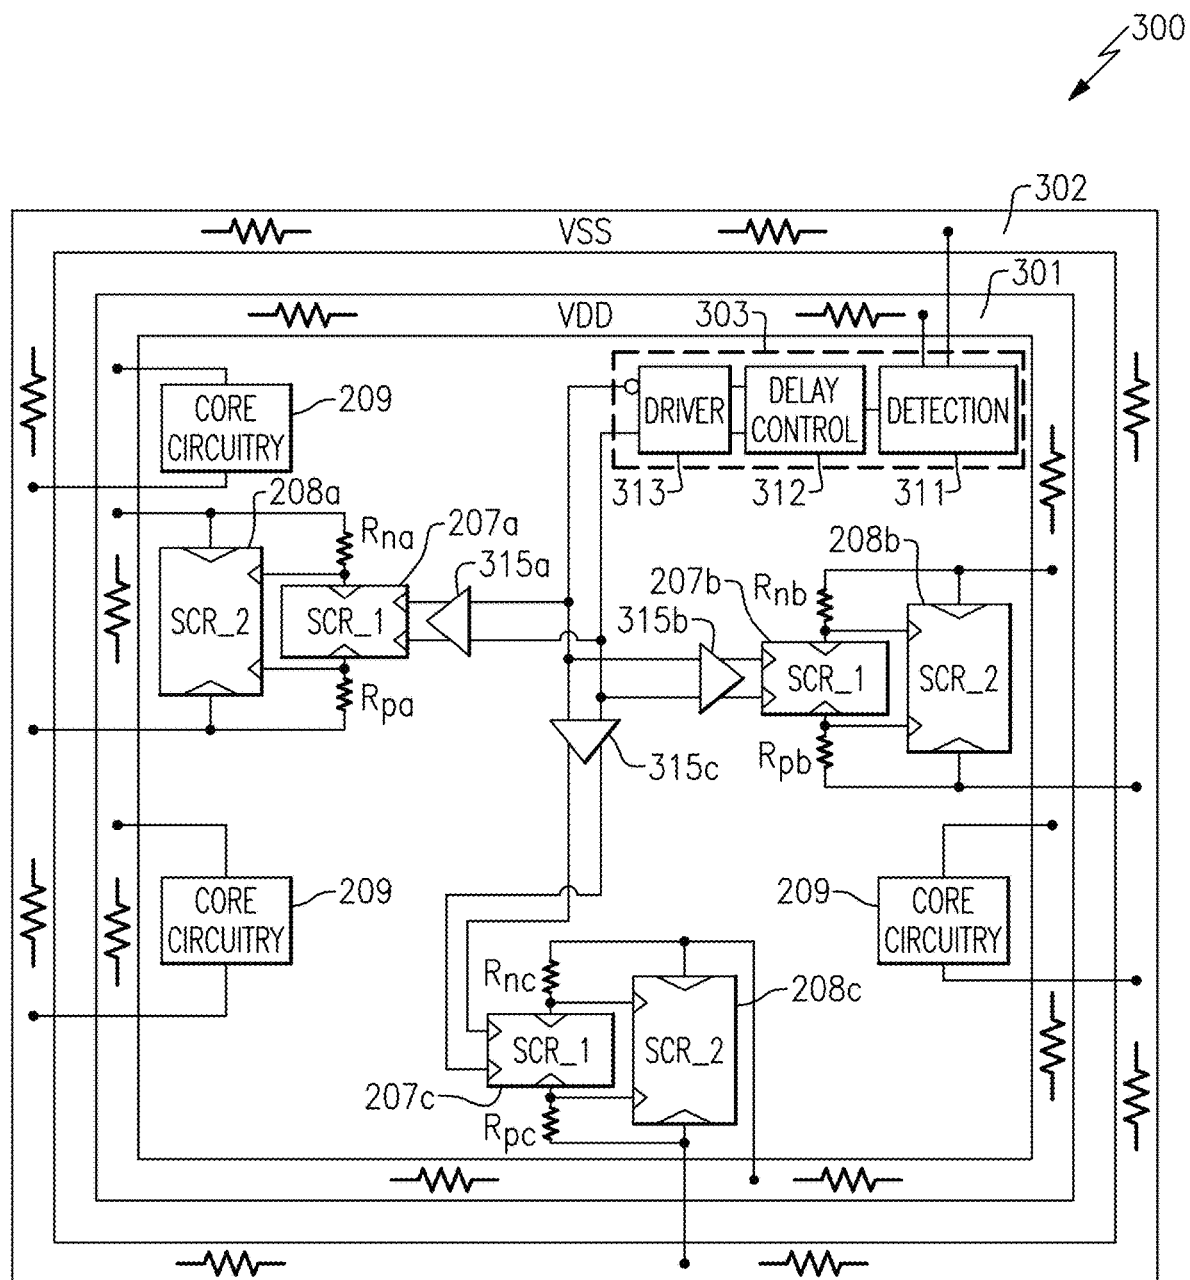 300
302
VSS
301
VDD
303
CORE
CIRCUITRY
209
DRIVER
DELAY
CONTROL
DETECTION
313
312
311
208a
Rna
207a
315a
SCR_2
SCR_1
Rpa
208b
207b
Rnb
315b
SCR_1
SCR_2
Rpb
315c
CORE
CIRCUITRY
209
209
CORE
CIRCUITRY
Rnc
208c
SCR_1
SCR_2
207c
Rpc